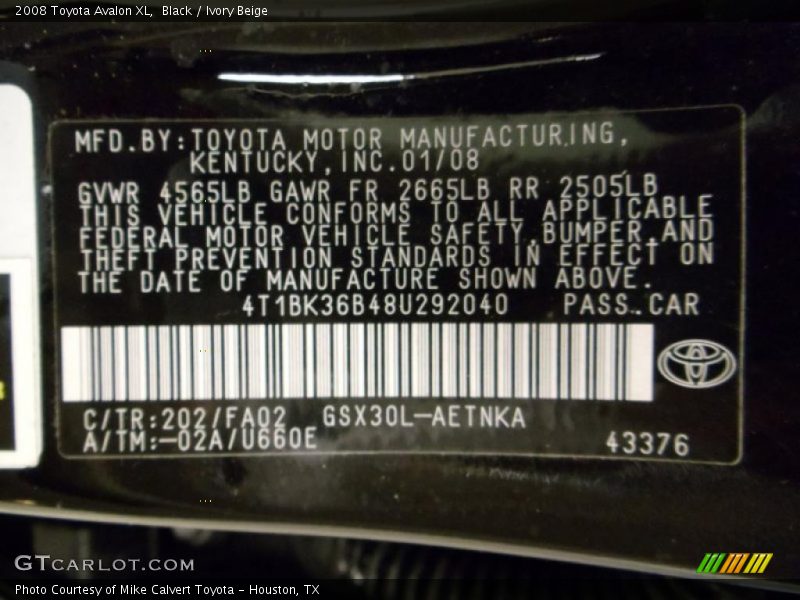 2008 Toyota Avalon XL,  Black / Ivory Beige
MFD.BY:TOYOTA MOTOR MANUFACTURING,
KENTUCKY,INC.01/08
GVWR 4565LB GAWR FR 2665LB RR 2505LB
THIS VEHICLE CONFORMS TO ALL APPLICABLE
FEDERAL MOTOR VEHICLE SAFETY,BUMPER,AND
THEFT PREVENTION STANDARDS IN EFFECT ON
THE DATE OF MANUFACTURE SHOWN ABOVE.
4T1BK36B48U292040 PASS.CAR
C/TR:202/FA02 GSX30L-AETNKA
A/TM:-02A/U660E 43376
GTCARLOT.COM
Photo Courtesy of Mike Calvert Toyota - Houston, TX